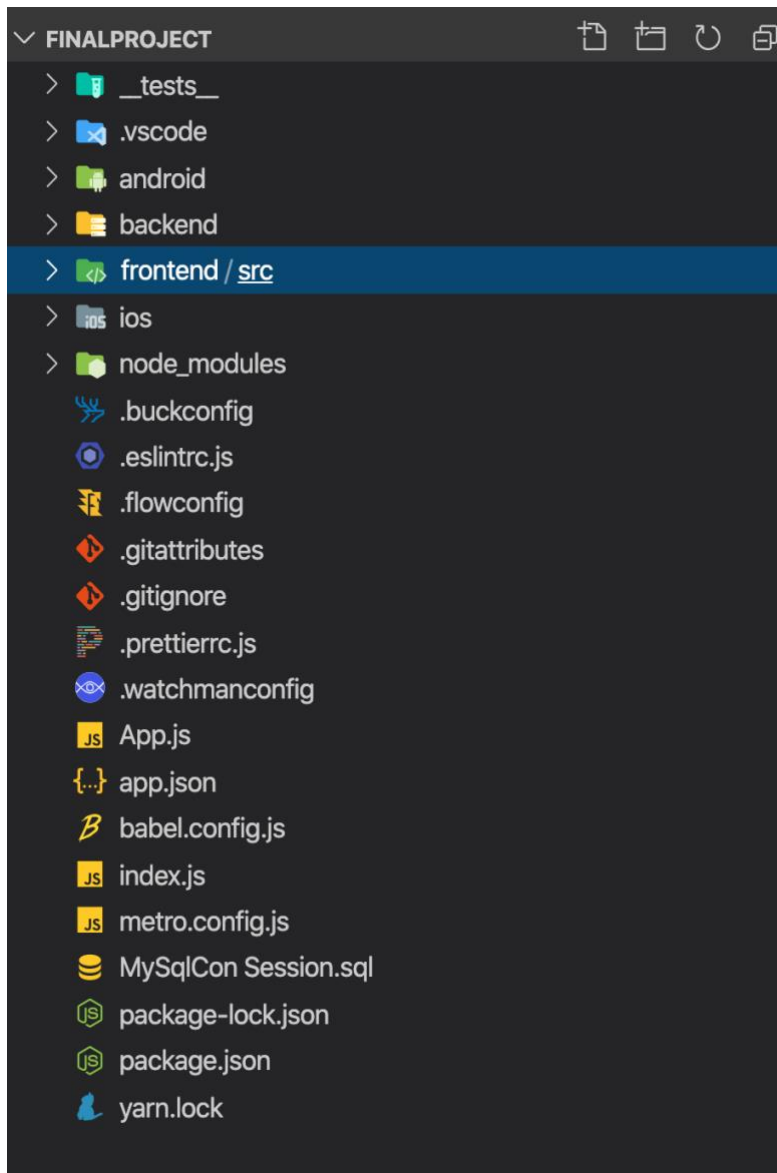 FINALPROJECT
__tests__
.vscode
android
backend
frontend / src
ios
node_modules
.buckconfig
.eslintrc.js
.flowconfig
.gitattributes
.gitignore
.prettierrc.js
.watchmanconfig
App.js
app.json
babel.config.js
index.js
metro.config.js
MySqlCon Session.sql
package-lock.json
package.json
yarn.lock